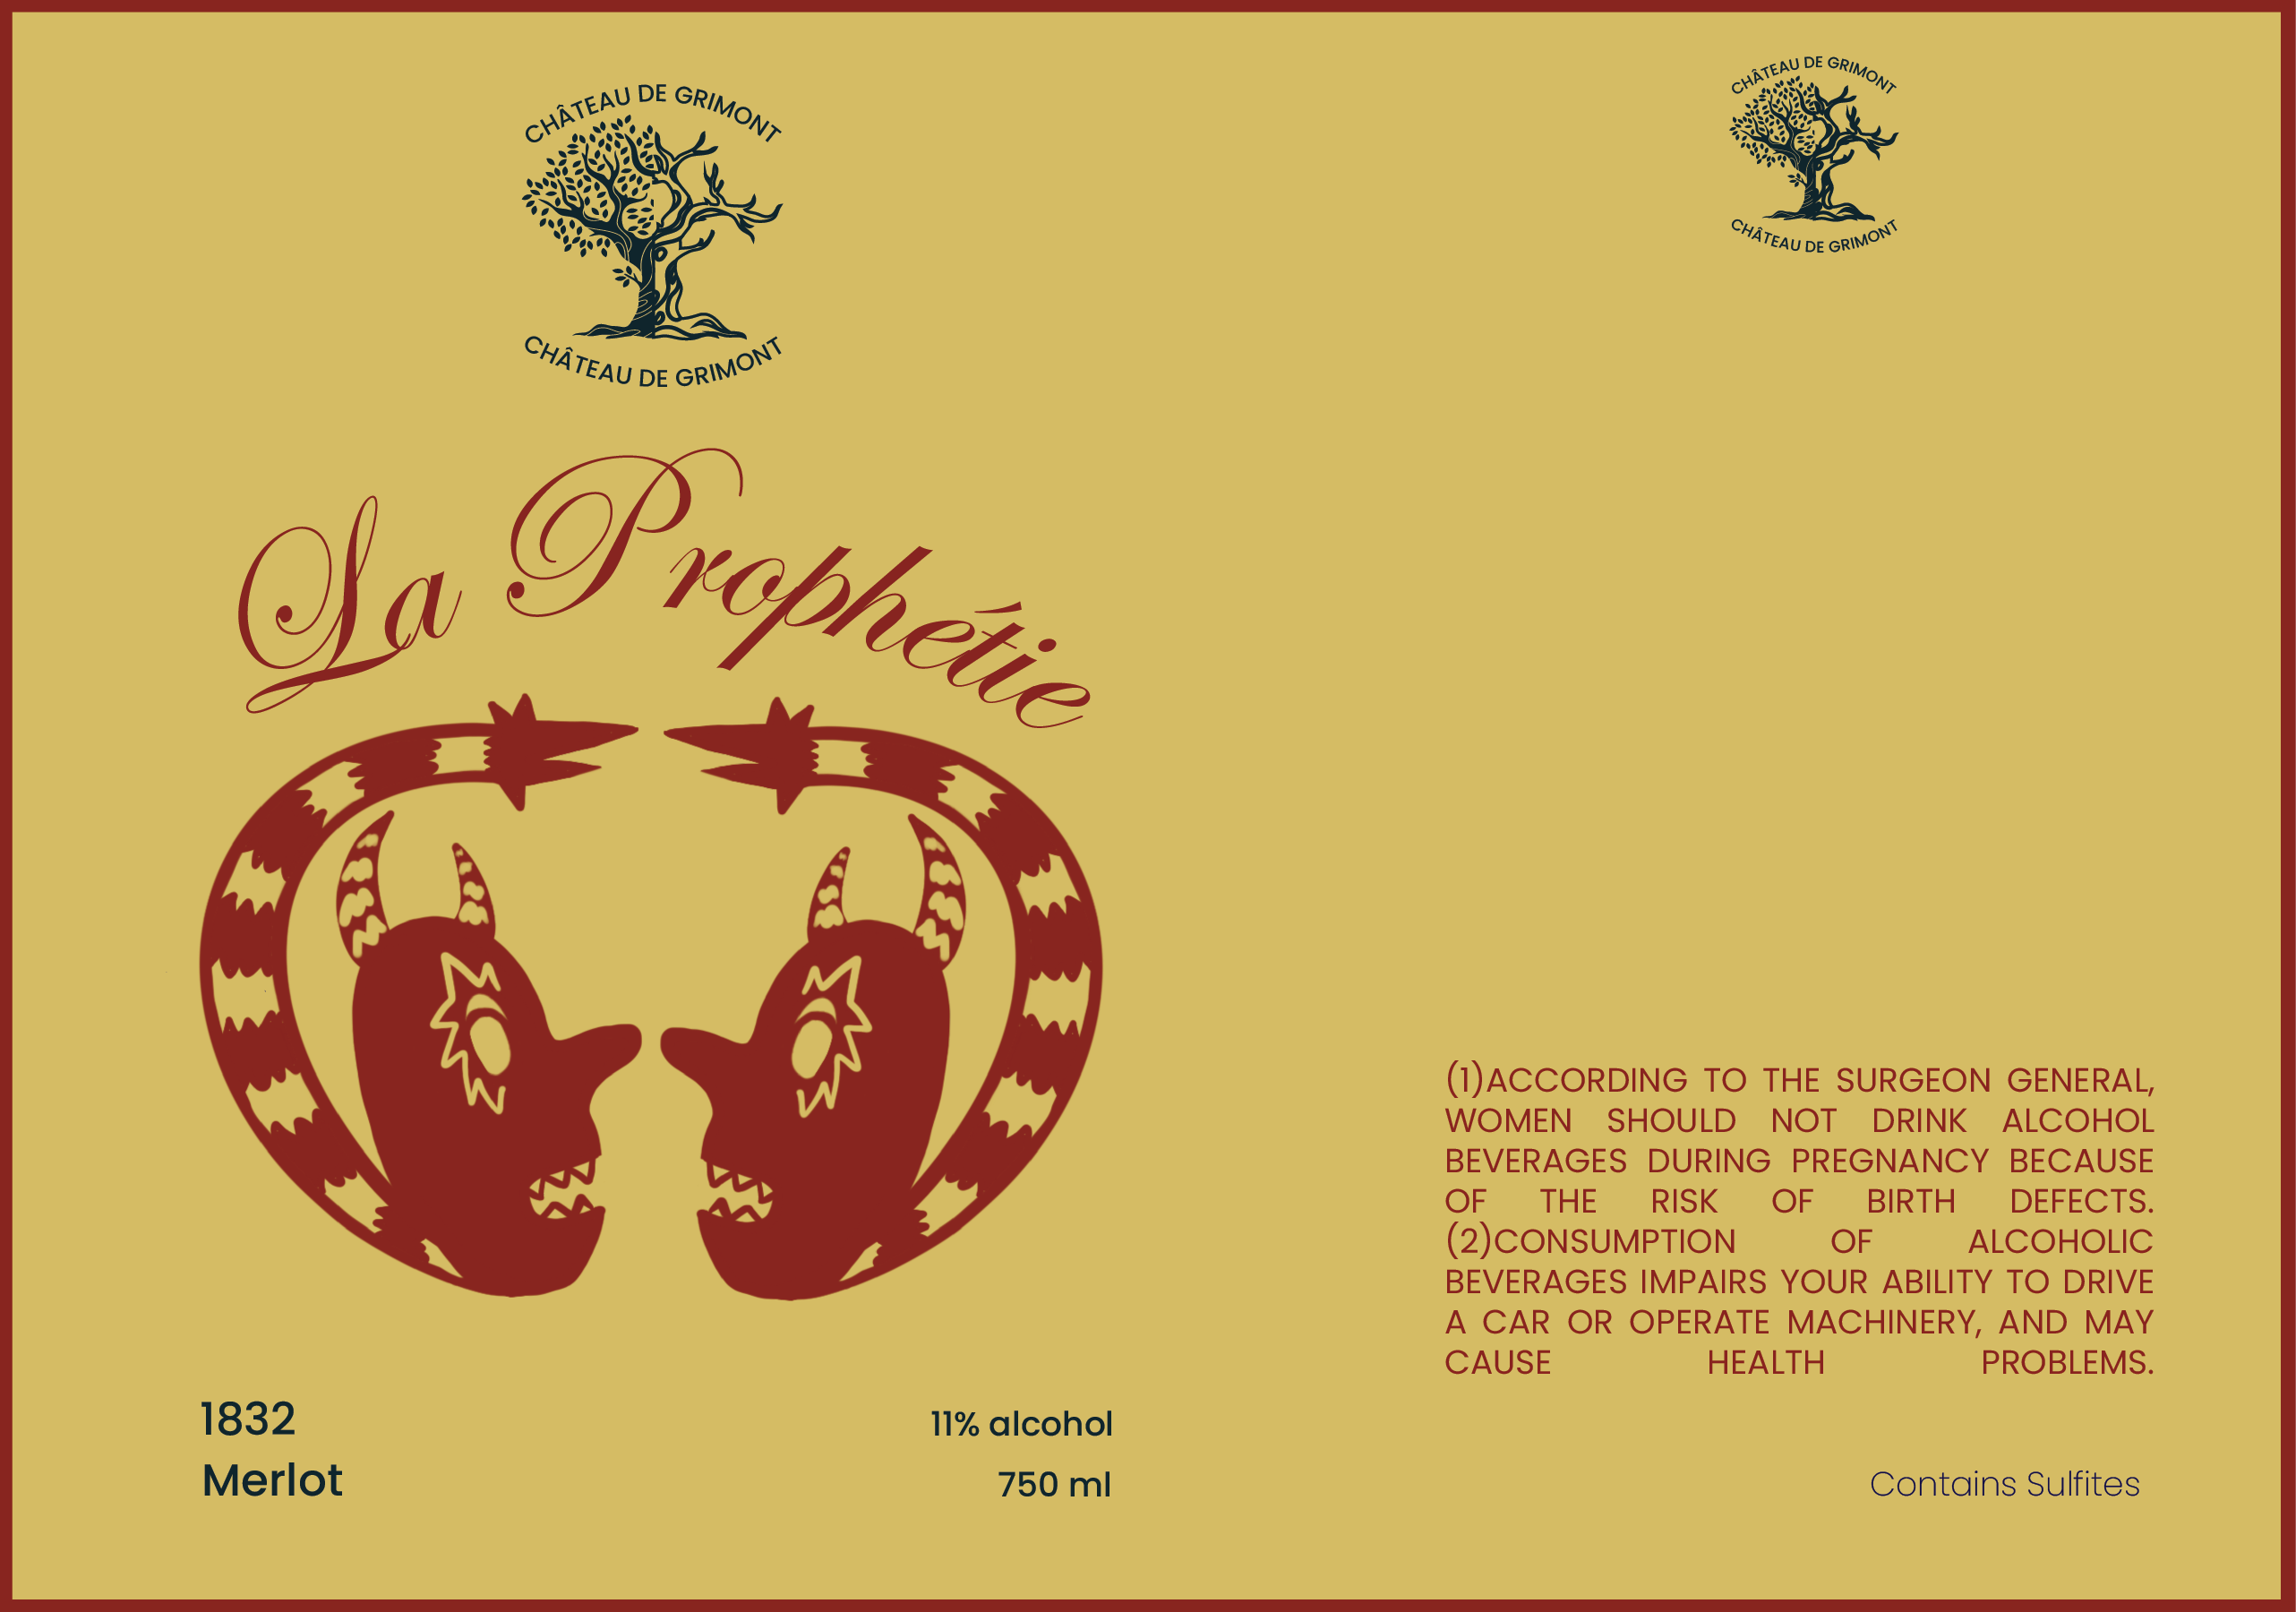 CHÂTEAU DE GRIMONT
CHÂTEAU DE GRIMONT
La Prophétie
1832
Merlot
11% alcohol
750 ml
CHÂTEAU DE GRIMONT
CHÂTEAU DE GRIMONT
(1)ACCORDING TO THE SURGEON GENERAL,
WOMEN SHOULD NOT DRINK ALCOHOL
BEVERAGES DURING PREGNANCY BECAUSE
OF THE RISK OF BIRTH DEFECTS.
(2)CONSUMPTION OF ALCOHOLIC
BEVERAGES IMPAIRS YOUR ABILITY TO DRIVE
A CAR OR OPERATE MACHINERY, AND MAY
CAUSE HEALTH PROBLEMS.
Contains Sulfites